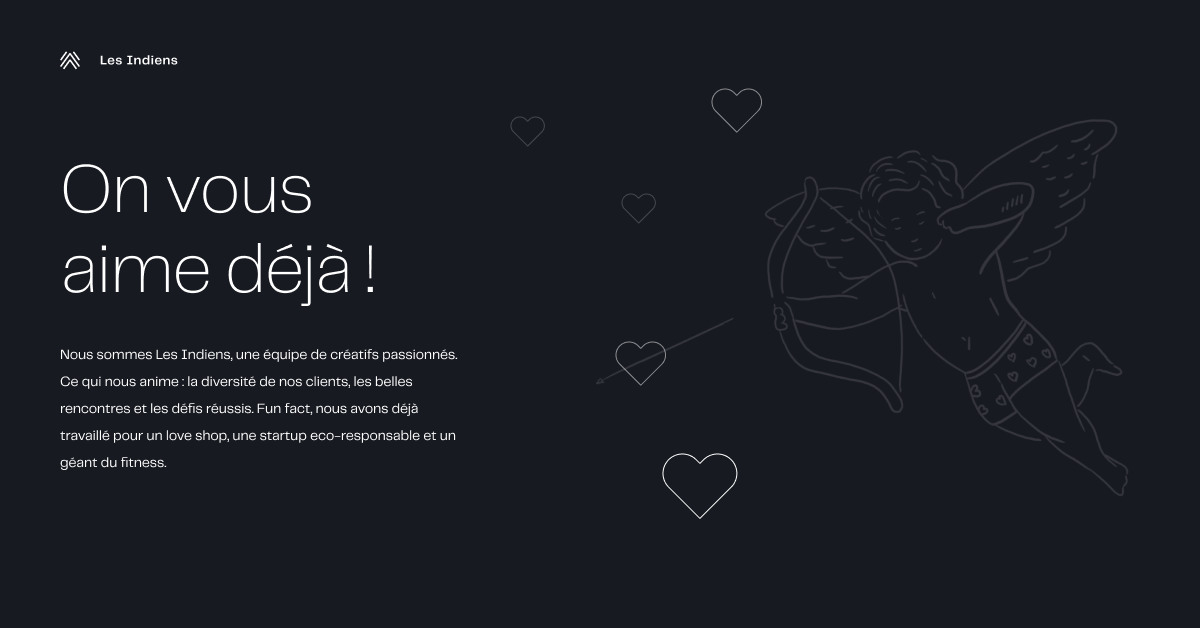 Les Indiens
On vous
aime déjà !
Nous sommes Les Indiens, une équipe de créatifs passionnés.
Ce qui nous anime : la diversité de nos clients, les belles
rencontres et les défis réussis. Fun fact, nous avons déjà
travaillé pour un love shop, une startup eco-responsable et un
géant du fitness.